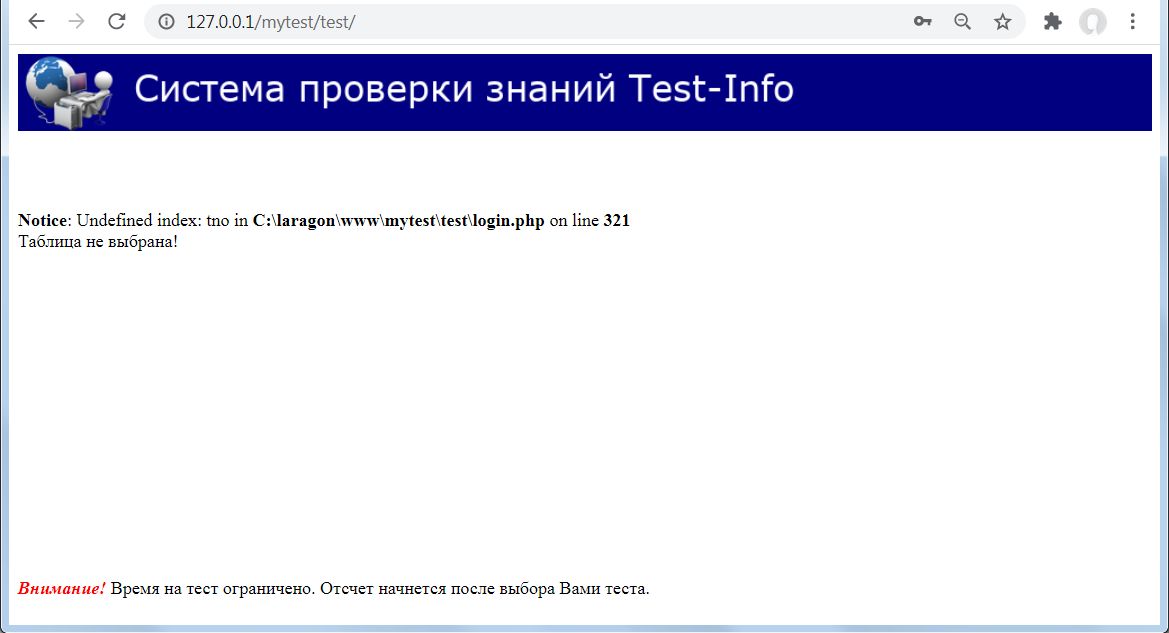 127.0.0.1/mytest/test/
Система проверки знаний Test-Info
Notice: Undefined index: tno in C:\laragon\www\mytest\test\login.php on line 321
Таблица не выбрана!
Внимание! Время на тест ограничено. Отсчет начнется после выбора Вами теста.